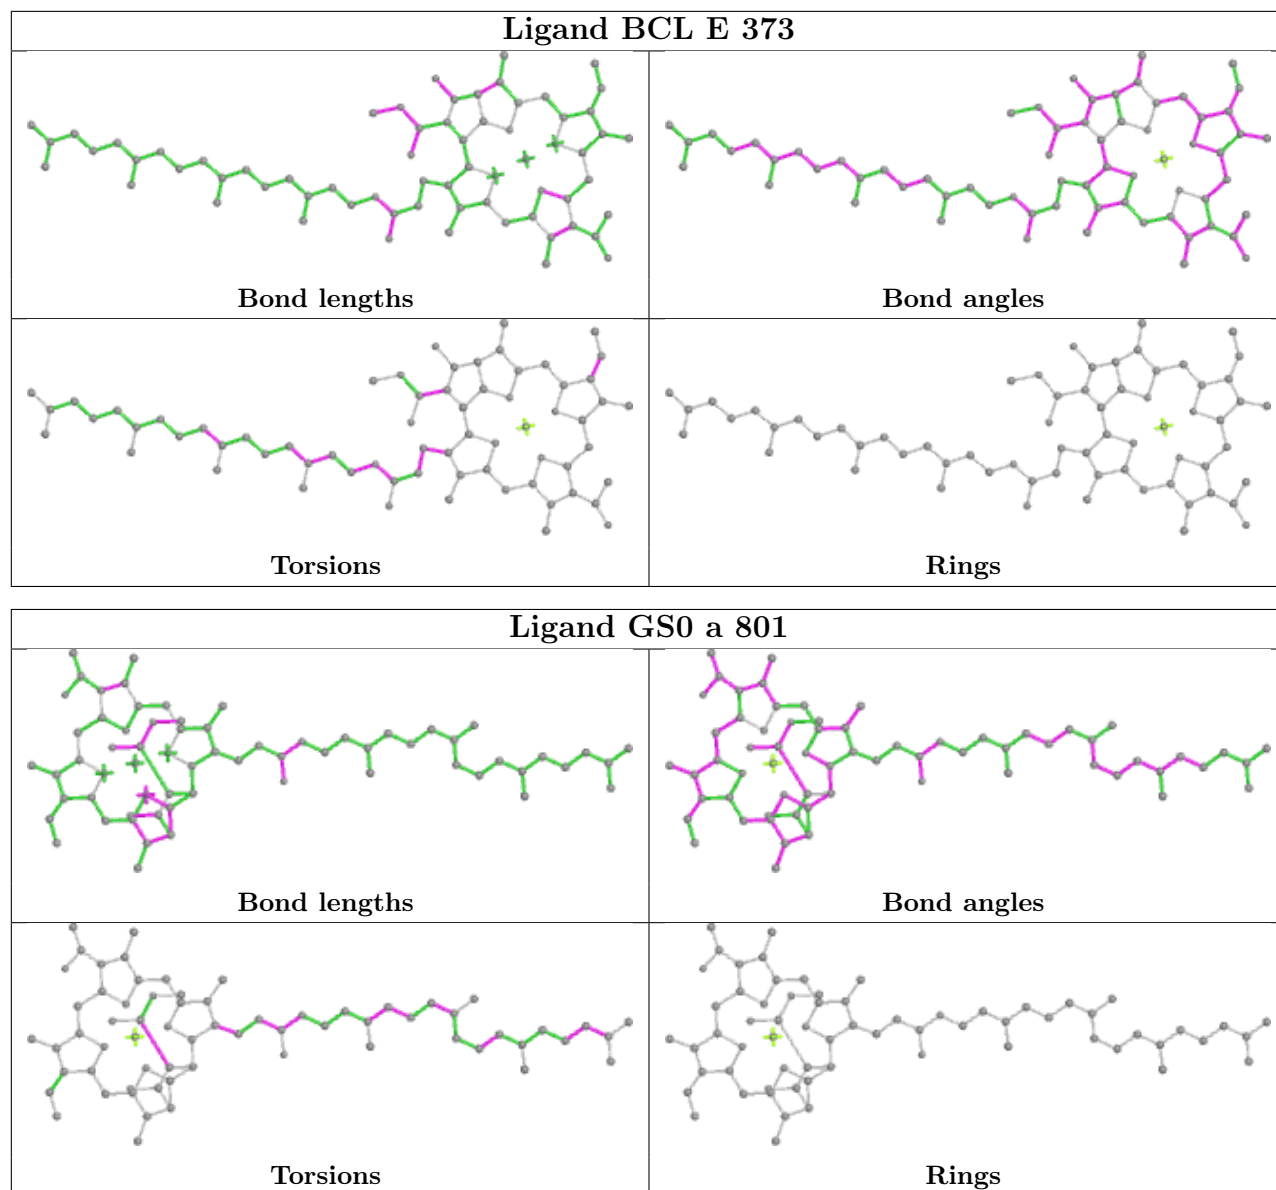 Ligand BCL E 373
Bond lengths
Bond angles
Torsions
Rings
Ligand GS0 a 801
Bond lengths
Bond angles
Torsions
Rings